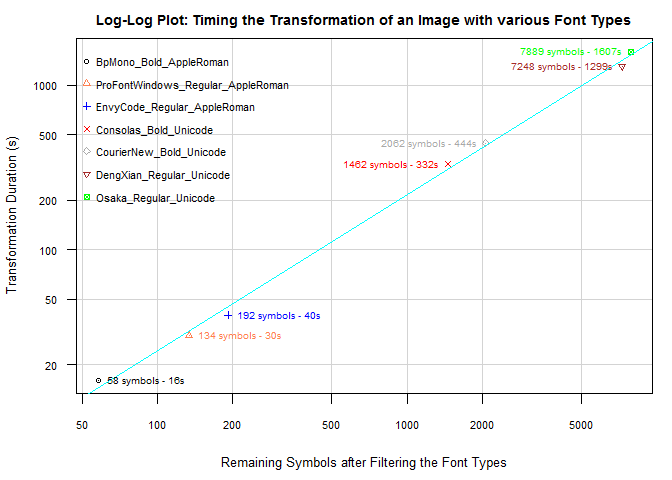 Log-Log Plot: Timing the Transformation of an Image with various Font Types
7889 symbols - 1607s
BpMono_Bold_AppleRoman
7248 symbols - 1299s
ProFontWindows_Regular_AppleRoman
1000
EnvyCode_Regular_AppleRoman
Consolas_Bold_Unicode
500
2062 symbols - 444s
CourierNew_Bold_Unicode
1462 symbols - 332s
DengXian_Regular_Unicode
Osaka_Regular_Unicode
200
Transformation Duration (s)
100
50
192 symbols - 40s
134 symbols - 30s
20
58 symbols - 16s
50 100 200 500 1000 2000 5000
Remaining Symbols after Filtering the Font Types